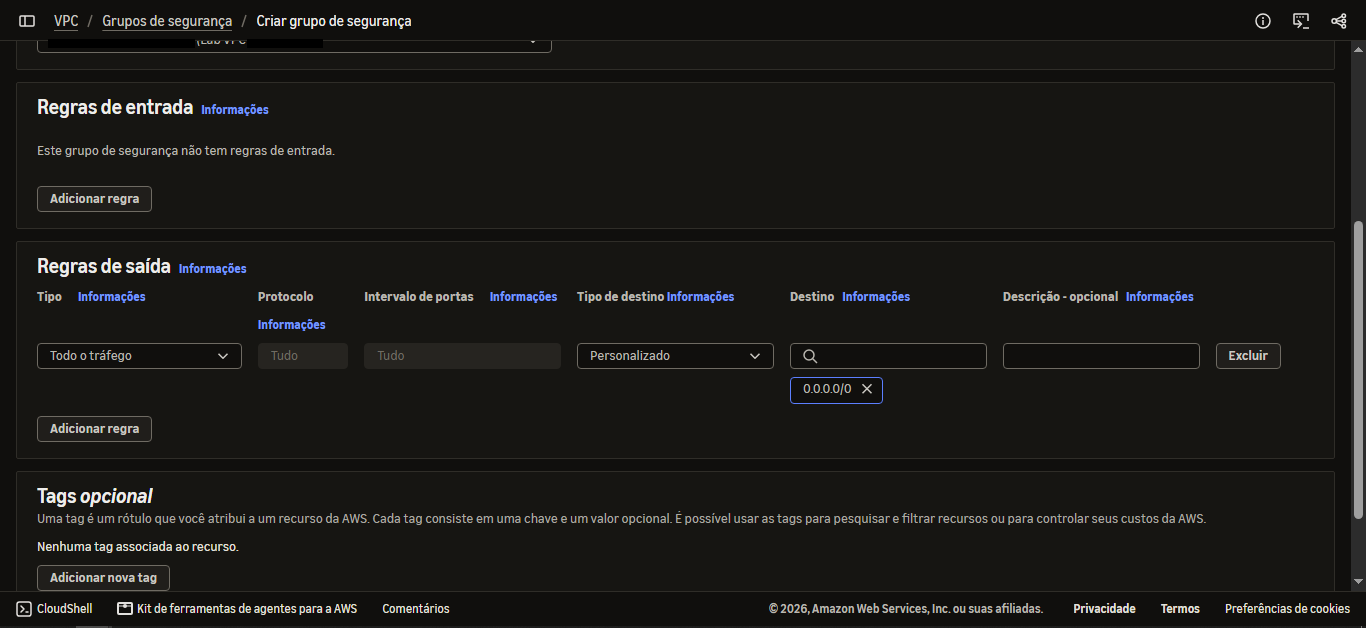 VPC / Grupos de segurança / Criar grupo de segurança
(Lab VPC
Regras de entrada Informações
Este grupo de segurança não tem regras de entrada.
Adicionar regra
Regras de saída Informações
Tipo Informações Protocolo Informações Intervalo de portas Informações Tipo de destino Informações Destino Informações Descrição - opcional Informações
Todo o tráfego Tudo Tudo Personalizado Excluir
0.0.0.0/0
Adicionar regra
Tags opcional
Uma tag é um rótulo que você atribui a um recurso da AWS. Cada tag consiste em uma chave e um valor opcional. É possível usar as tags para pesquisar e filtrar recursos ou para controlar seus custos da AWS.
Nenhuma tag associada ao recurso.
Adicionar nova tag
CloudShell Kit de ferramentas de agentes para a AWS Comentários © 2026, Amazon Web Services, Inc. ou suas afiliadas. Privacidade Termos Preferências de cookies